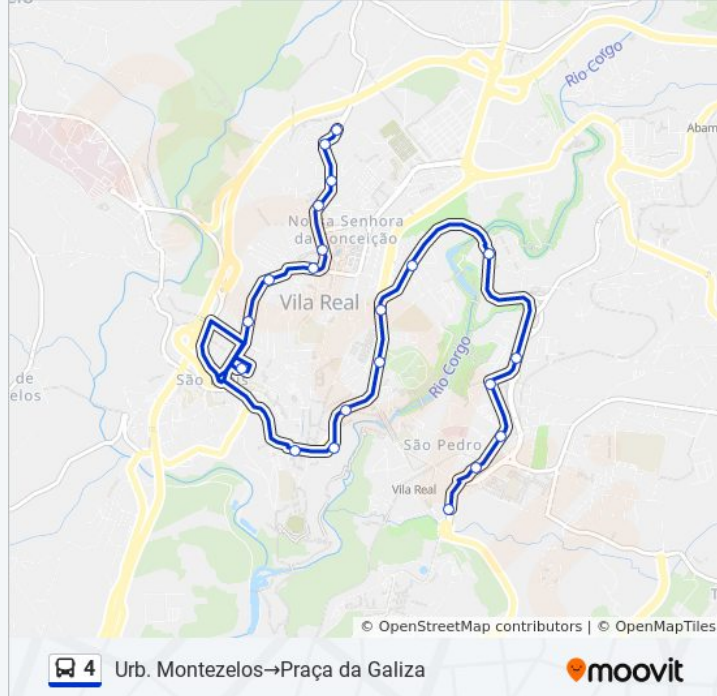 Rio Corgo
Abam
Nossa Senhora
da Conceição
Vila Real
de
elos
São
Rio Corgo
São Pedro
Vila Real
© OpenStreetMap contributors | © OpenMapTiles
4 Urb. Montezelos→Praça da Galiza
moovit